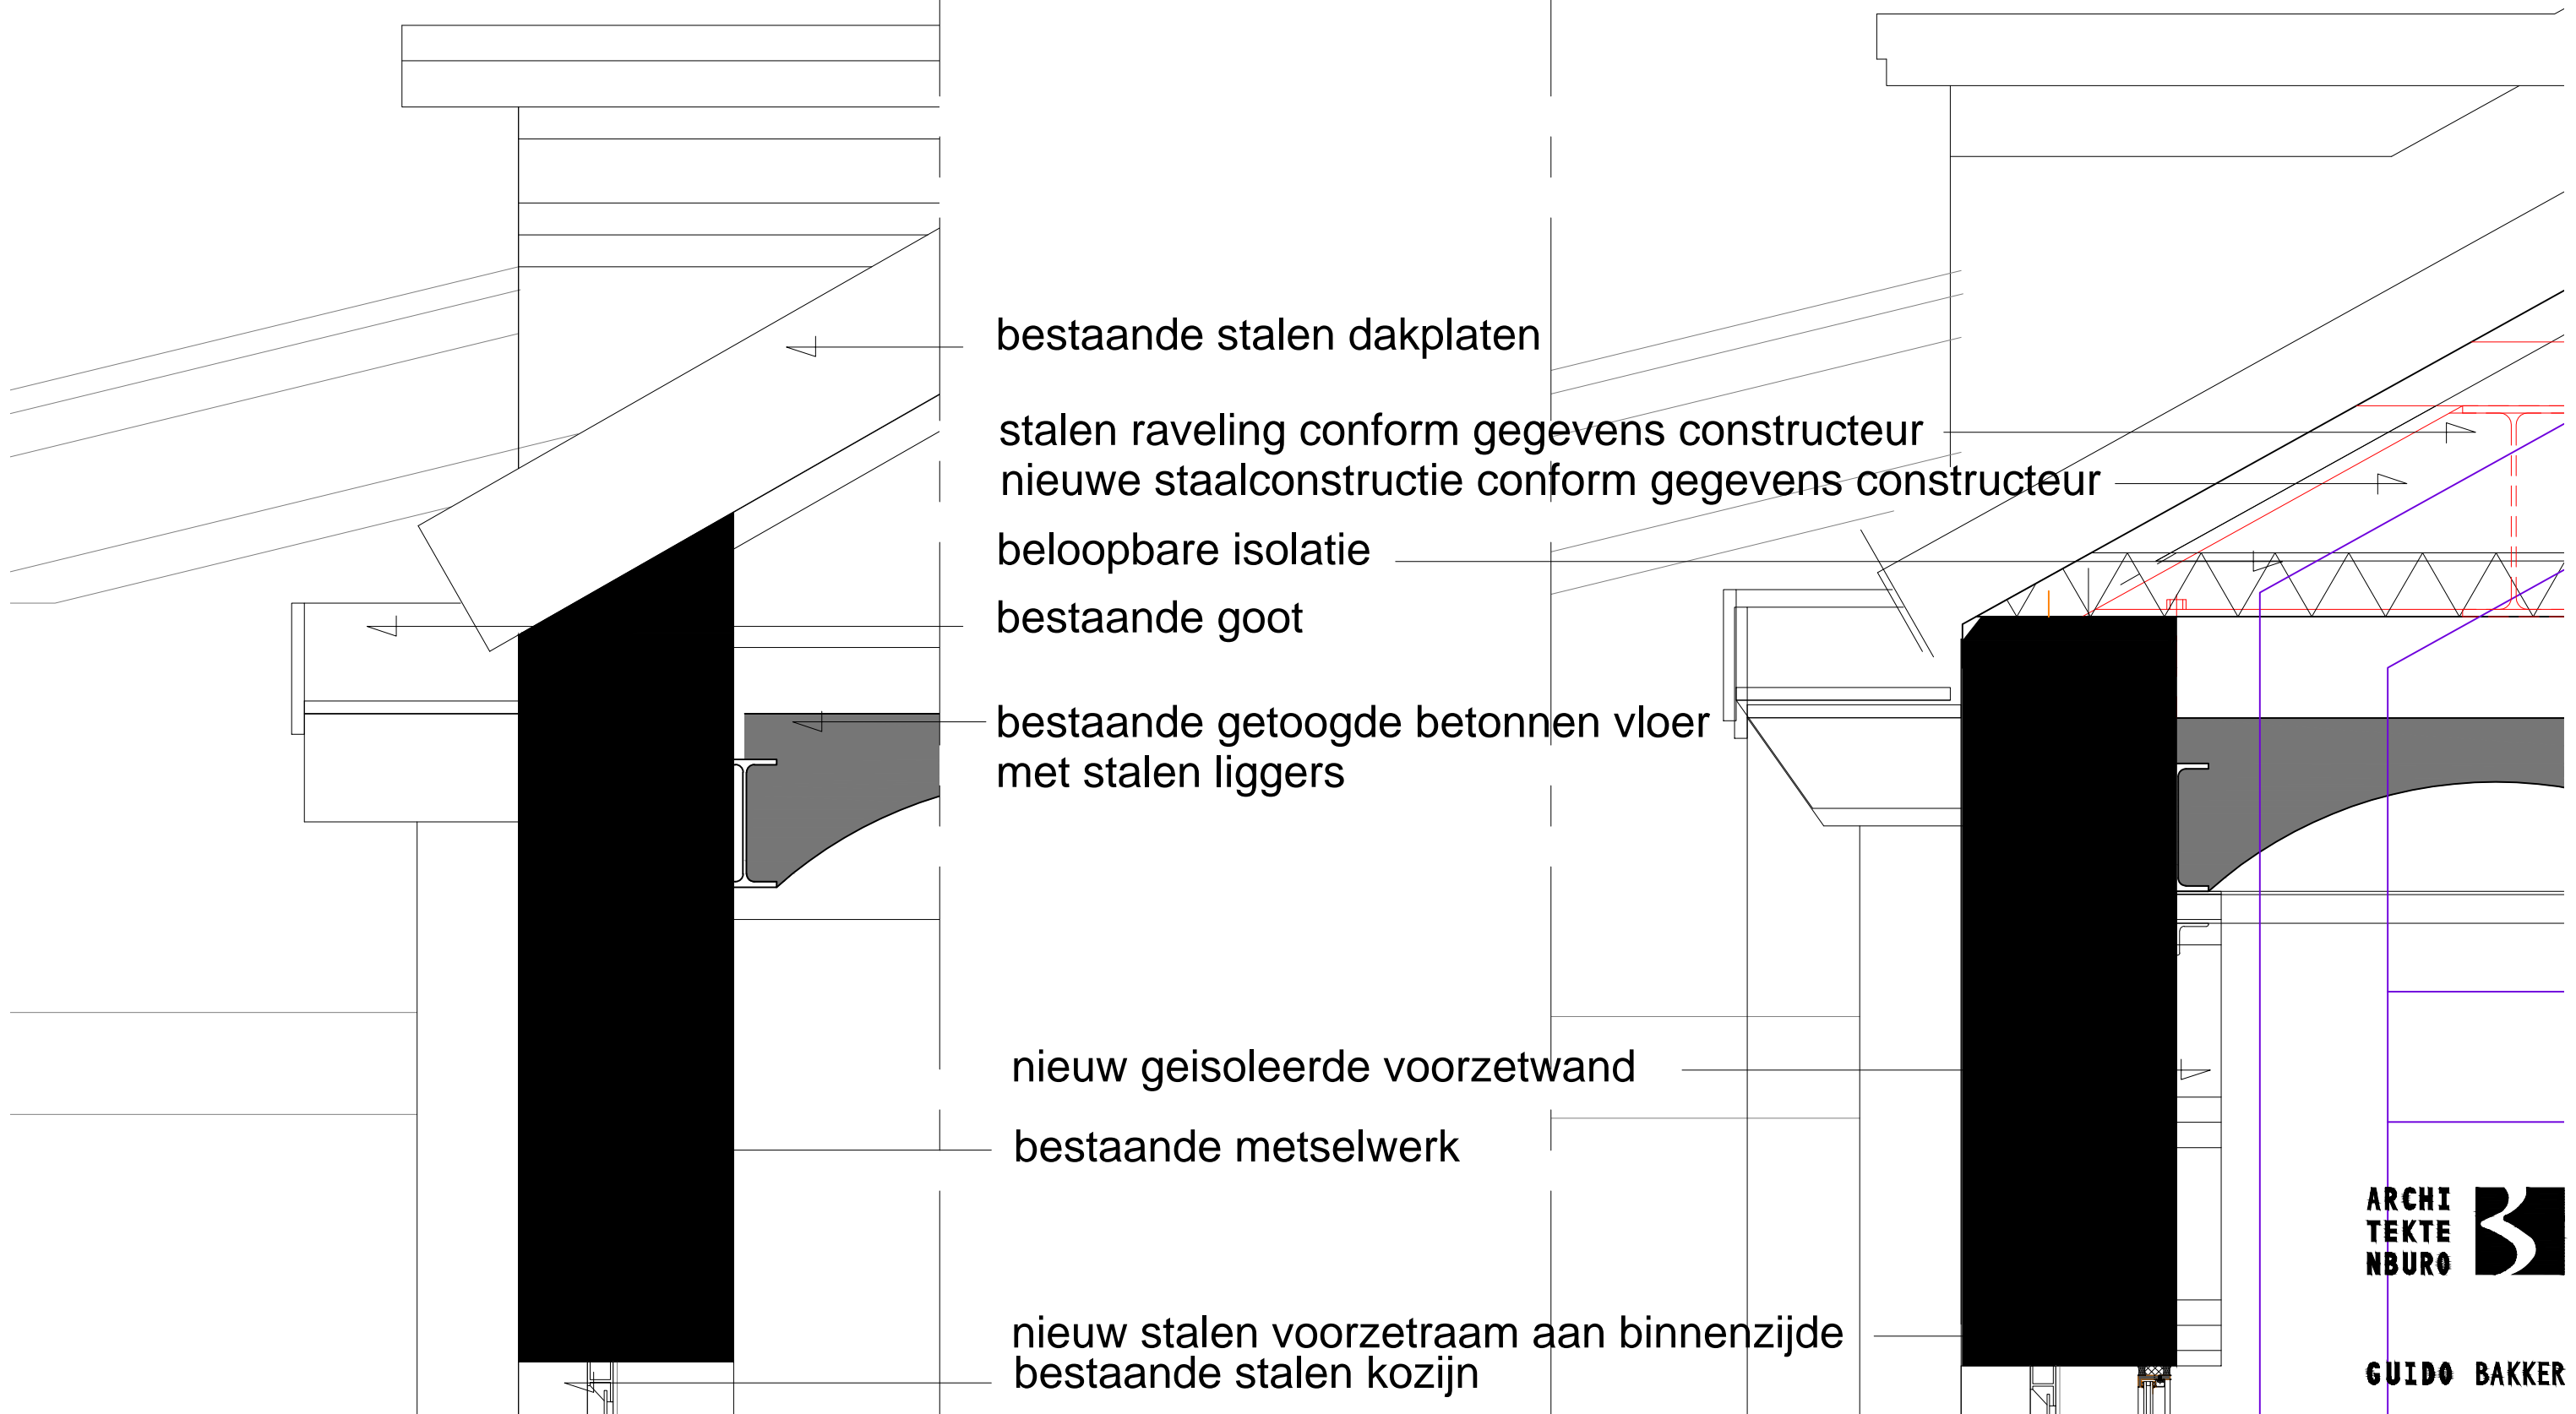 bestaande stalen dakplaten
stalen raveling conform gegevens constructeur
nieuwe staalconstructie conform gegevens constructeur
beloopbare isolatie
bestaande goot
bestaande getoogde betonnen vloer
met stalen liggers
nieuw geisoleerde voorzetwand
bestaande metselwerk
nieuw stalen voorzetraam aan binnenzijde
bestaande stalen kozijn
ARCHI
TEKTE
NBURO
GUIDO BAKKER